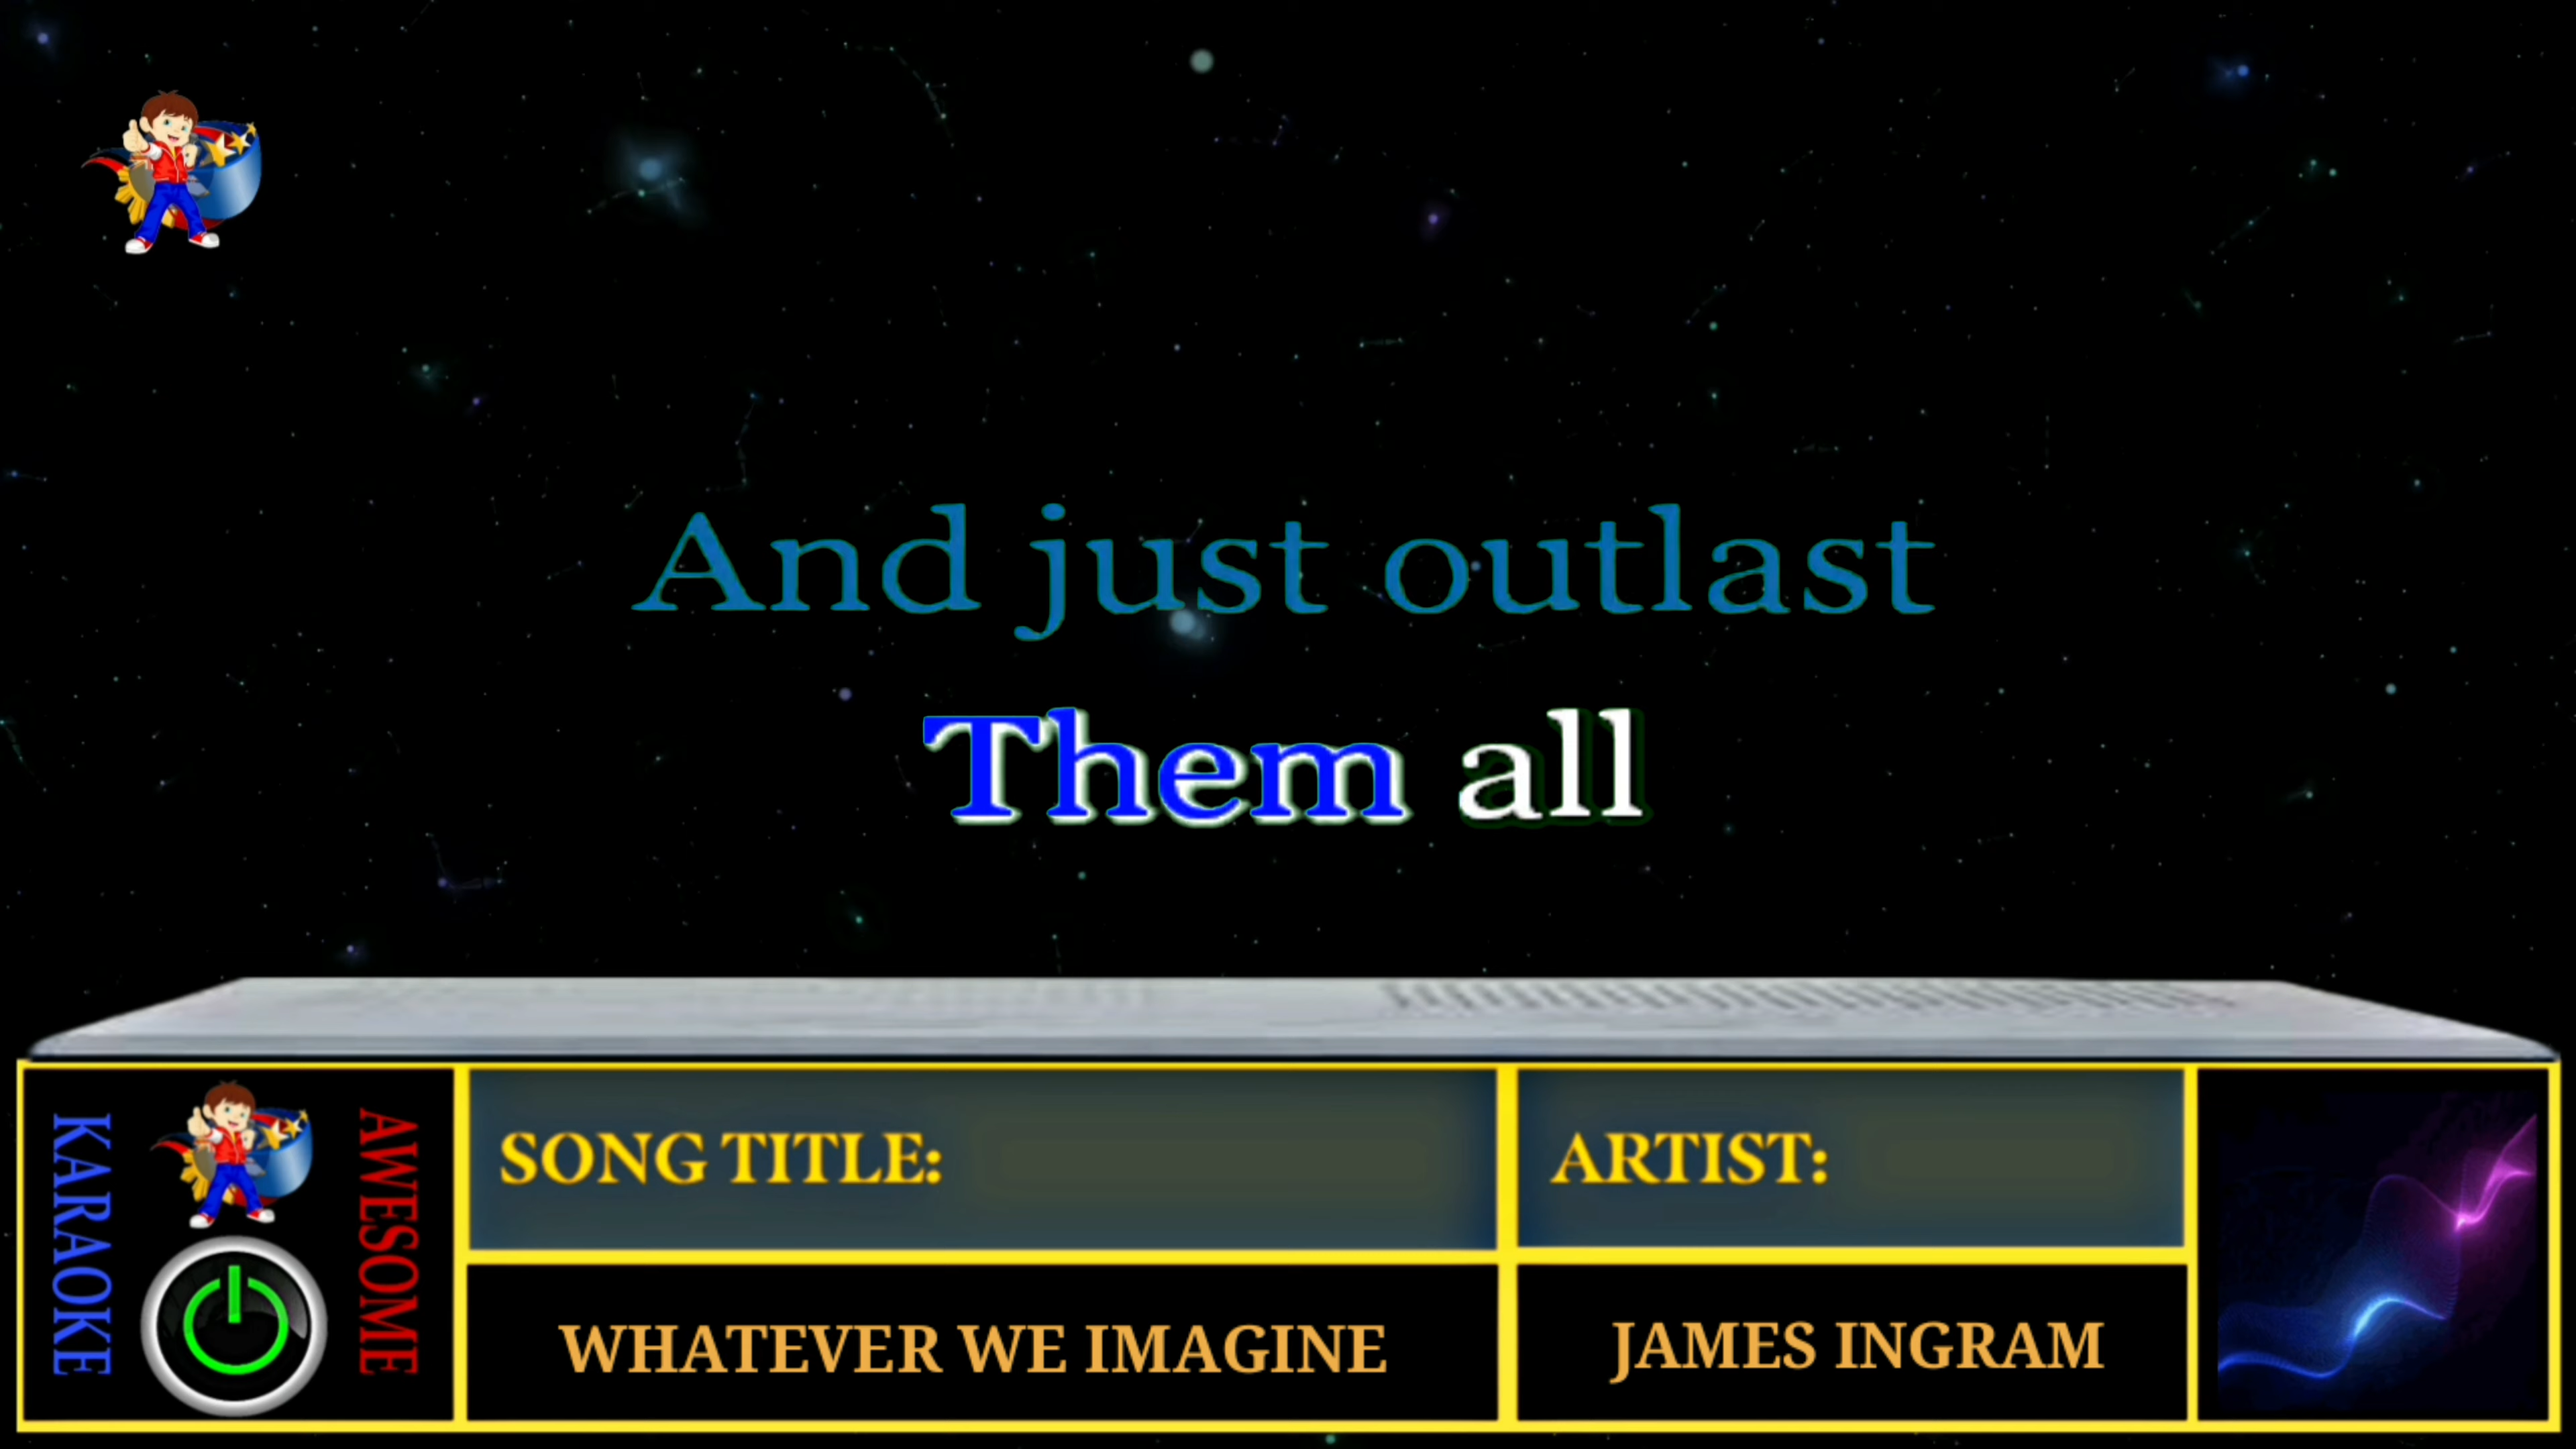 And just outlast
Them all
KARAOKE
AWESOME
SONG TITLE:
ARTIST:
WHATEVER WE IMAGINE
JAMES INGRAM